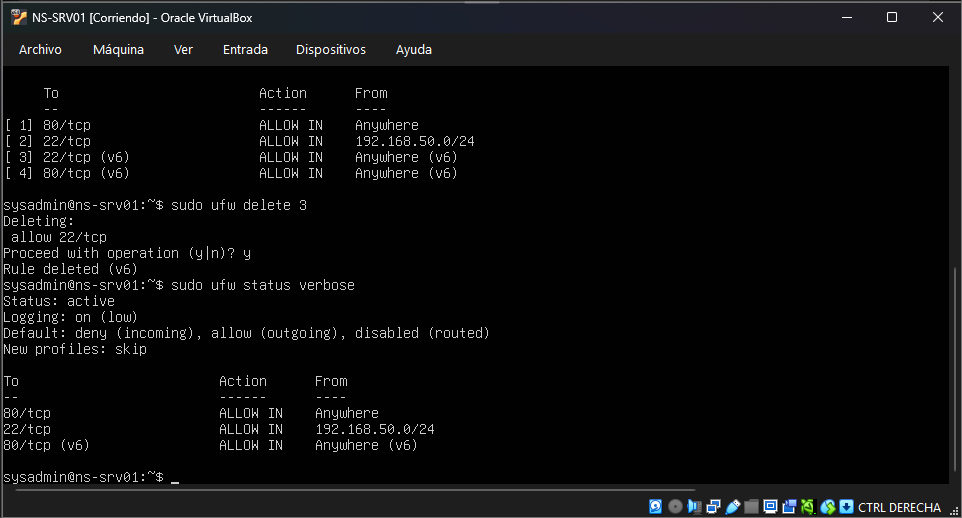 NS-SRV01 [Corriendo] - Oracle VirtualBox
Archivo Máquina Ver Entrada Dispositivos Ayuda
To Action From
-- ------ ----
[ 1] 80/tcp ALLOW IN Anywhere
[ 2] 22/tcp ALLOW IN 192.168.50.0/24
[ 3] 22/tcp (v6) ALLOW IN Anywhere (v6)
[ 4] 80/tcp (v6) ALLOW IN Anywhere (v6)
sysadmin@ns-srv01:~$ sudo ufw delete 3
Deleting:
allow 22/tcp
Proceed with operation (y|n)? y
Rule deleted (v6)
sysadmin@ns-srv01:~$ sudo ufw status verbose
Status: active
Logging: on (low)
Default: deny (incoming), allow (outgoing), disabled (routed)
New profiles: skip
To Action From
-- ------ ----
80/tcp ALLOW IN Anywhere
22/tcp ALLOW IN 192.168.50.0/24
80/tcp (v6) ALLOW IN Anywhere (v6)
sysadmin@ns-srv01:~$ _
CTRL DERECHA